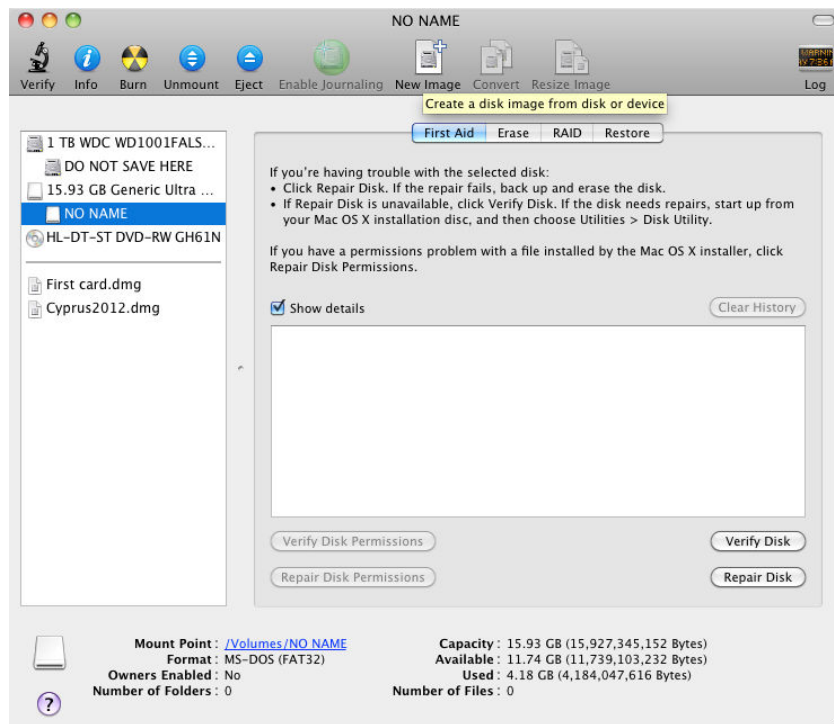 NO NAME
Verify Info Burn Unmount Eject Enable Journaling New Image Convert Resize Image Log
Create a disk image from disk or device
First Aid Erase RAID Restore
1 TB WDC WD1001FALS...
DO NOT SAVE HERE
15.93 GB Generic Ultra ...
NO NAME
HL-DT-ST DVD-RW GH61N
First card.dmg
Cyprus2012.dmg
If you're having trouble with the selected disk:
• Click Repair Disk. If the repair fails, back up and erase the disk.
• If Repair Disk is unavailable, click Verify Disk. If the disk needs repairs, start up from
your Mac OS X installation disc, and then choose Utilities > Disk Utility.
If you have a permissions problem with a file installed by the Mac OS X installer, click
Repair Disk Permissions.
Show details Clear History
Verify Disk Permissions Verify Disk
Repair Disk Permissions Repair Disk
Mount Point : /Volumes/NO NAME Capacity : 15.93 GB (15,927,345,152 Bytes)
Format : MS-DOS (FAT32) Available : 11.74 GB (11,739,103,232 Bytes)
Owners Enabled : No Used : 4.18 GB (4,184,047,616 Bytes)
Number of Folders : 0 Number of Files : 0
?